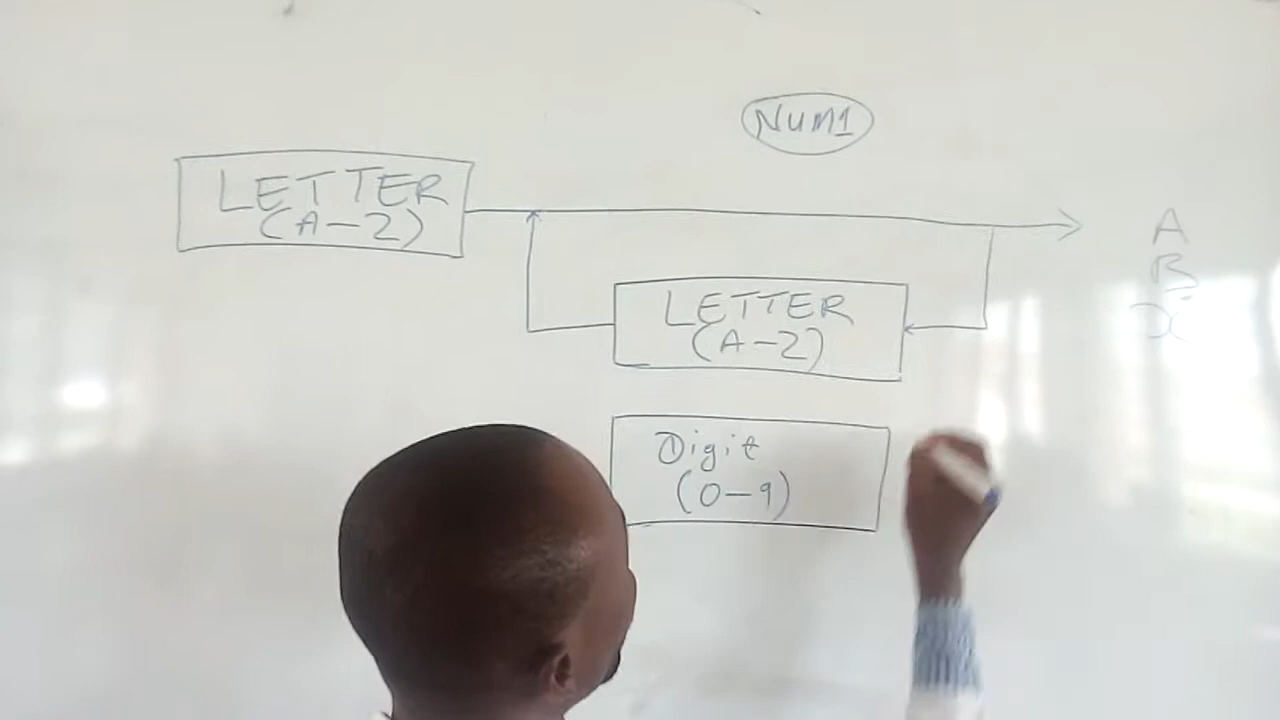 NUM1
LETTER
(A-Z)
A
B
X
LETTER
(A-Z)
Digit
(0-9)